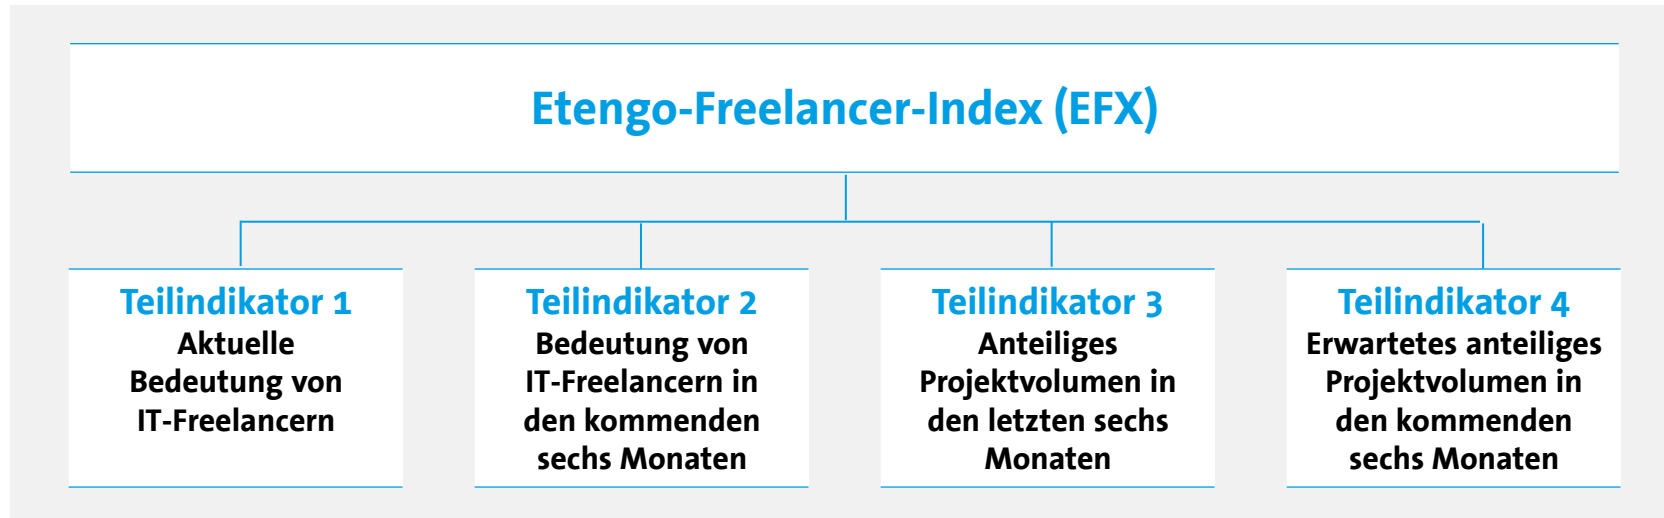 Etengo-Freelancer-Index (EFX)
Teilindikator 1
Aktuelle
Bedeutung von
IT-Freelancern
Teilindikator 2
Bedeutung von
IT-Freelancern in
den kommenden
sechs Monaten
Teilindikator 3
Anteiliges
Projektvolumen in
den letzten sechs
Monaten
Teilindikator 4
Erwartetes anteiliges
Projektvolumen in
den kommenden
sechs Monaten